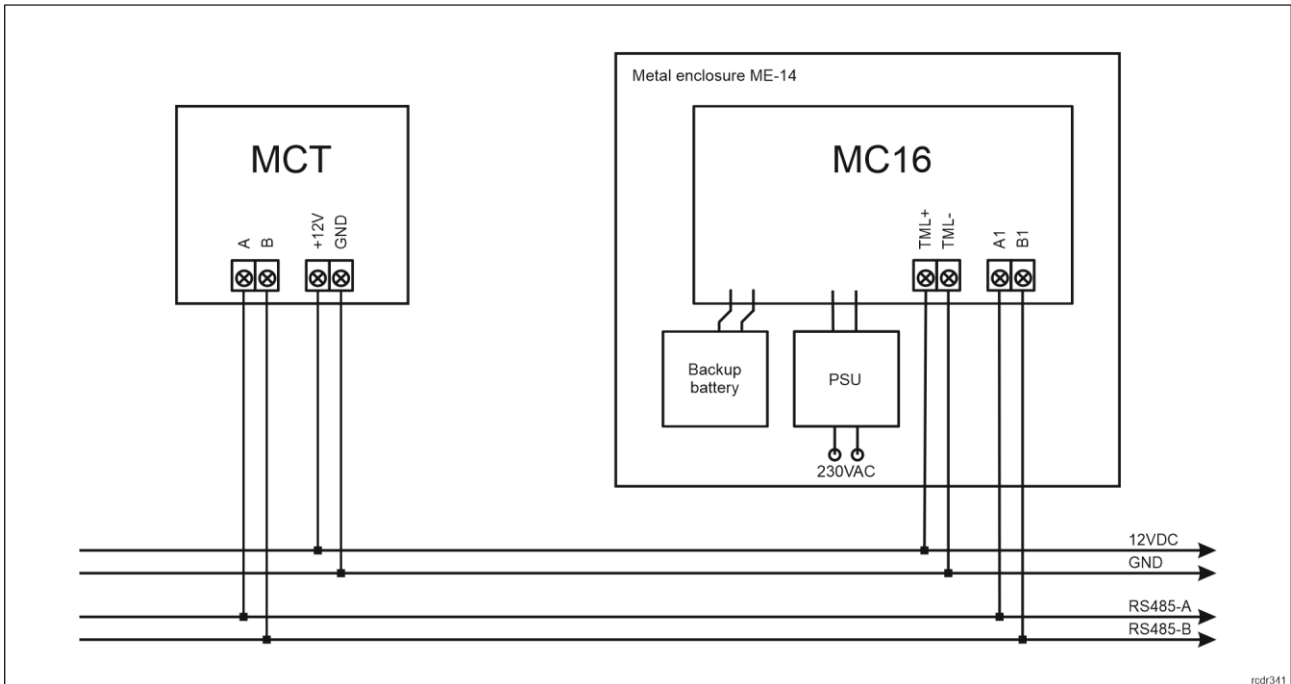 Metal enclosure ME-14
MCT
MC16
A
B
+12V
GND
TML+
TML-
A1
B1
Backup
battery
PSU
230VAC
12VDC
GND
RS485-A
RS485-B
rcdr341